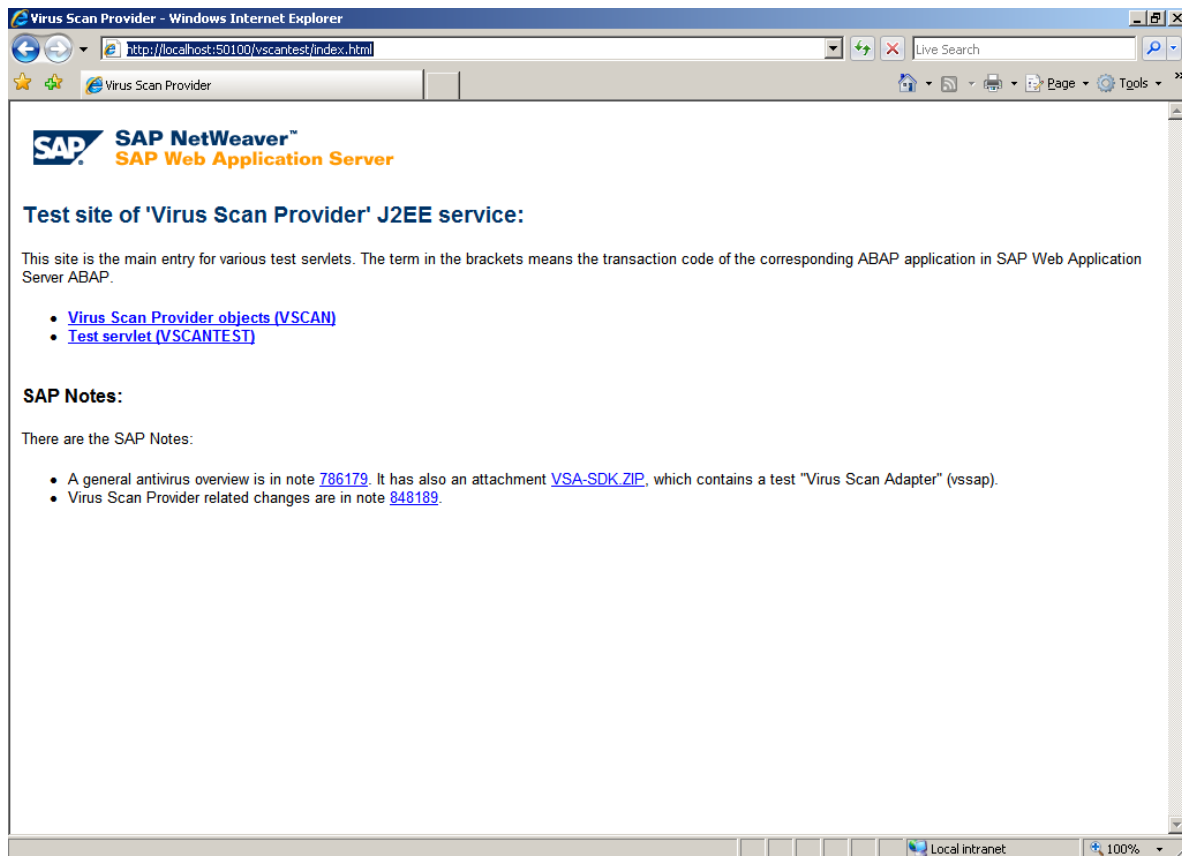 Virus Scan Provider - Windows Internet Explorer
http://localhost:50100/vscantest/index.html
Live Search
Virus Scan Provider
Page
Tools
SAP
SAP NetWeaver™
SAP Web Application Server
Test site of 'Virus Scan Provider' J2EE service:
This site is the main entry for various test servlets. The term in the brackets means the transaction code of the corresponding ABAP application in SAP Web Application
Server ABAP.
• Virus Scan Provider objects (VSCAN)
• Test servlet (VSCANTEST)
SAP Notes:
There are the SAP Notes:
• A general antivirus overview is in note 786179. It has also an attachment VSA-SDK.ZIP, which contains a test "Virus Scan Adapter" (vssap).
• Virus Scan Provider related changes are in note 848189.
Local intranet
100%